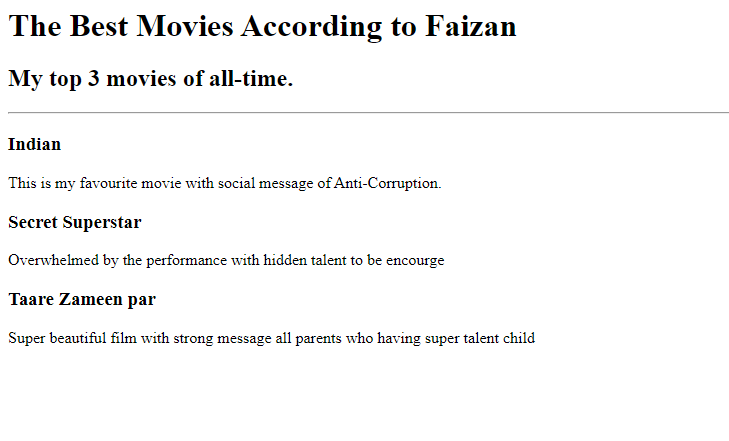 The Best Movies According to Faizan
My top 3 movies of all-time.
Indian
This is my favourite movie with social message of Anti-Corruption.
Secret Superstar
Overwhelmed by the performance with hidden talent to be encourge
Taare Zameen par
Super beautiful film with strong message all parents who having super talent child